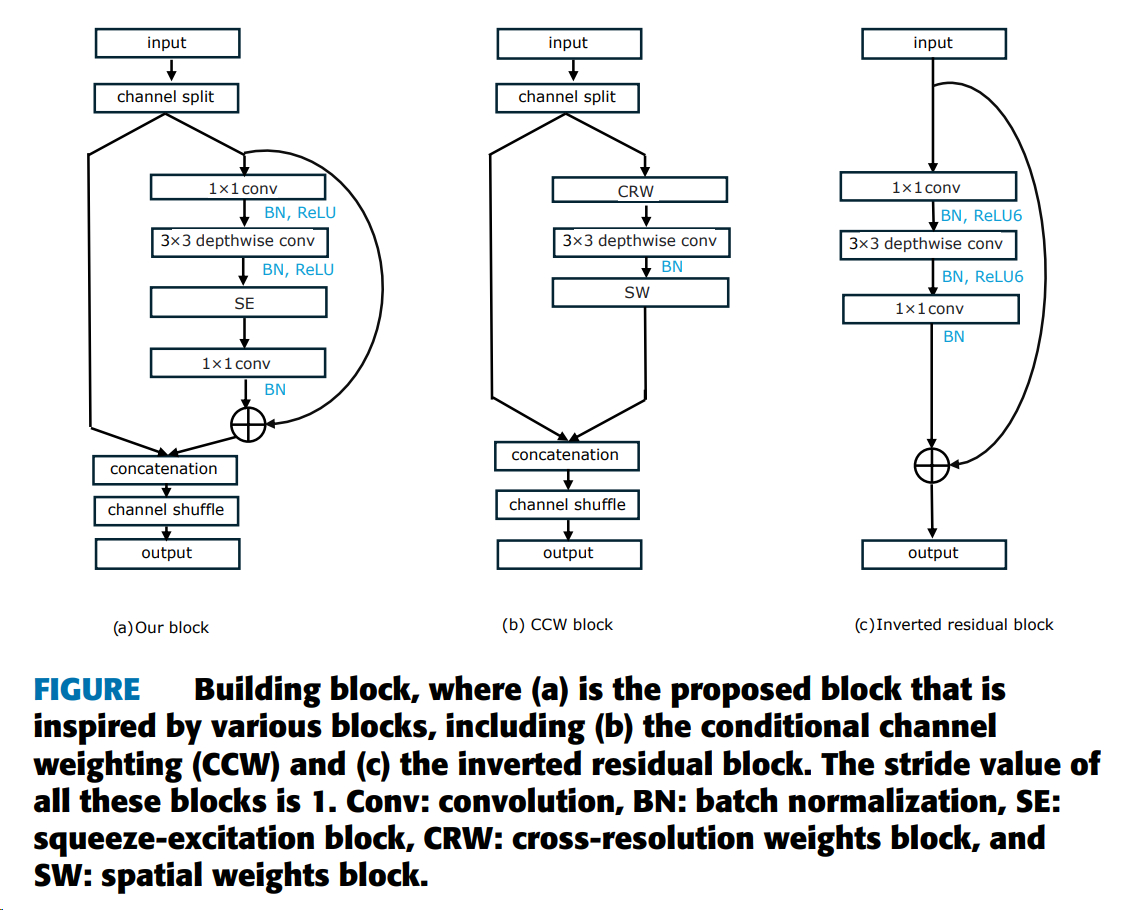 input
channel split
1×1conv
BN, ReLU
3×3 depthwise conv
BN, ReLU
SE
1×1conv
BN
concatenation
channel shuffle
output
(a)Our block
input
channel split
CRW
3×3 depthwise conv
BN
SW
concatenation
channel shuffle
output
(b) CCW block
input
1×1conv
BN, ReLU6
3×3 depthwise conv
BN, ReLU6
1×1conv
BN
output
(c)Inverted residual block
FIGURE Building block, where (a) is the proposed block that is
inspired by various blocks, including (b) the conditional channel
weighting (CCW) and (c) the inverted residual block. The stride value of
all these blocks is 1. Conv: convolution, BN: batch normalization, SE:
squeeze-excitation block, CRW: cross-resolution weights block, and
SW: spatial weights block.